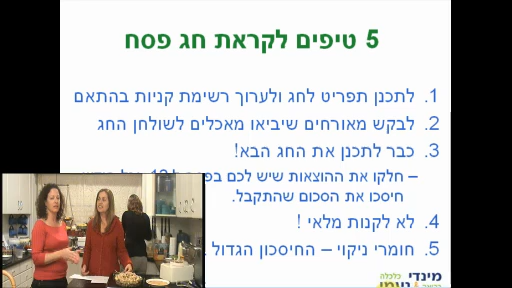 5 טיפים לקראת חג פסח
1. לתכנן תפריט לחג ולערוך רשימת קניות בהתאם
2. לבקש מאורחים שיביאו מאכלים לשולחן החג
3. כבר לתכנן את החג הבא!
– חלקו את ההוצאות שיש לכם
חיסכו את הסכום שהתקבל.
4. לא לקנות מלאי !
5. חומרי ניקוי – החיסכון הגדול
מינדי כלכלה